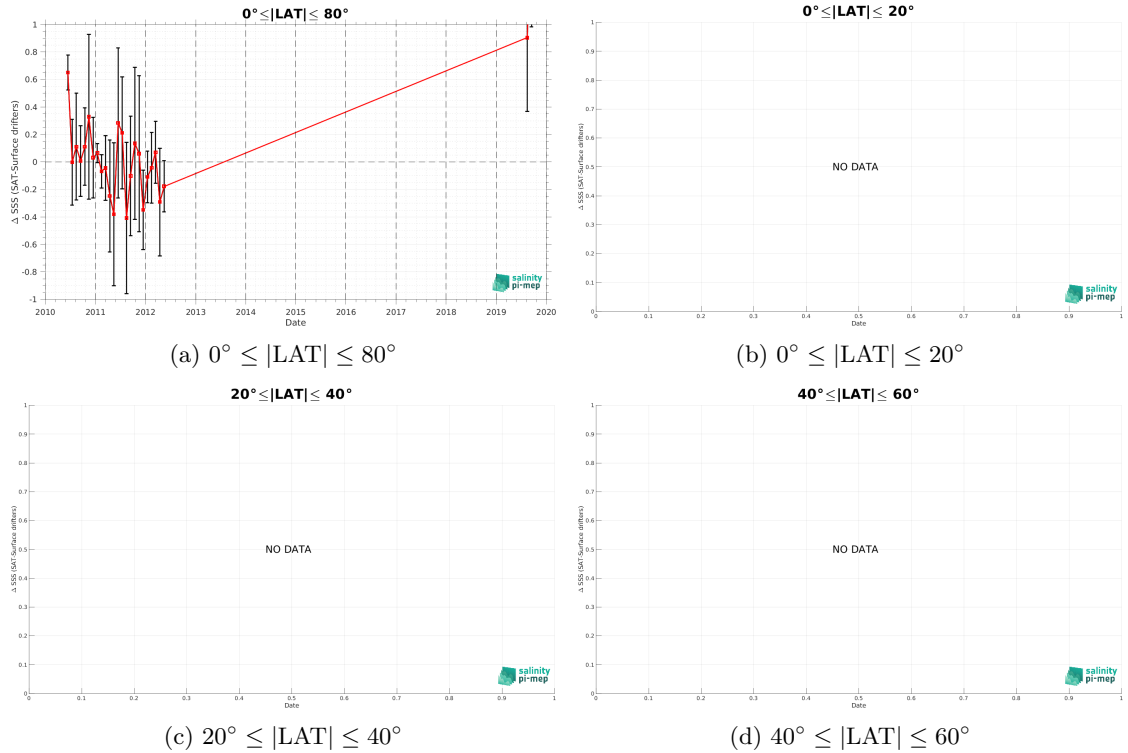 0°≤|LAT|≤ 80°
Δ SSS (SAT-Surface drifters)
1
0.8
0.6
0.4
0.2
0
-0.2
-0.4
-0.6
-0.8
-1
2010 2011 2012 2013 2014 2015 2016 2017 2018 2019 2020
Date
salinity
pi-mep
(a) 0° ≤ |LAT| ≤ 80°
0°≤|LAT|≤ 20°
Δ SSS (SAT-Surface drifters)
1
0.9
0.8
0.7
0.6
0.5
0.4
0.3
0.2
0.1
0
NO DATA
0 0.1 0.2 0.3 0.4 0.5 0.6 0.7 0.8 0.9 1
Date
salinity
pi-mep
(b) 0° ≤ |LAT| ≤ 20°
20°≤|LAT|≤ 40°
Δ SSS (SAT-Surface drifters)
1
0.9
0.8
0.7
0.6
0.5
0.4
0.3
0.2
0.1
0
NO DATA
0 0.1 0.2 0.3 0.4 0.5 0.6 0.7 0.8 0.9 1
Date
salinity
pi-mep
(c) 20° ≤ |LAT| ≤ 40°
40°≤|LAT|≤ 60°
Δ SSS (SAT-Surface drifters)
1
0.9
0.8
0.7
0.6
0.5
0.4
0.3
0.2
0.1
0
NO DATA
0 0.1 0.2 0.3 0.4 0.5 0.6 0.7 0.8 0.9 1
Date
salinity
pi-mep
(d) 40° ≤ |LAT| ≤ 60°